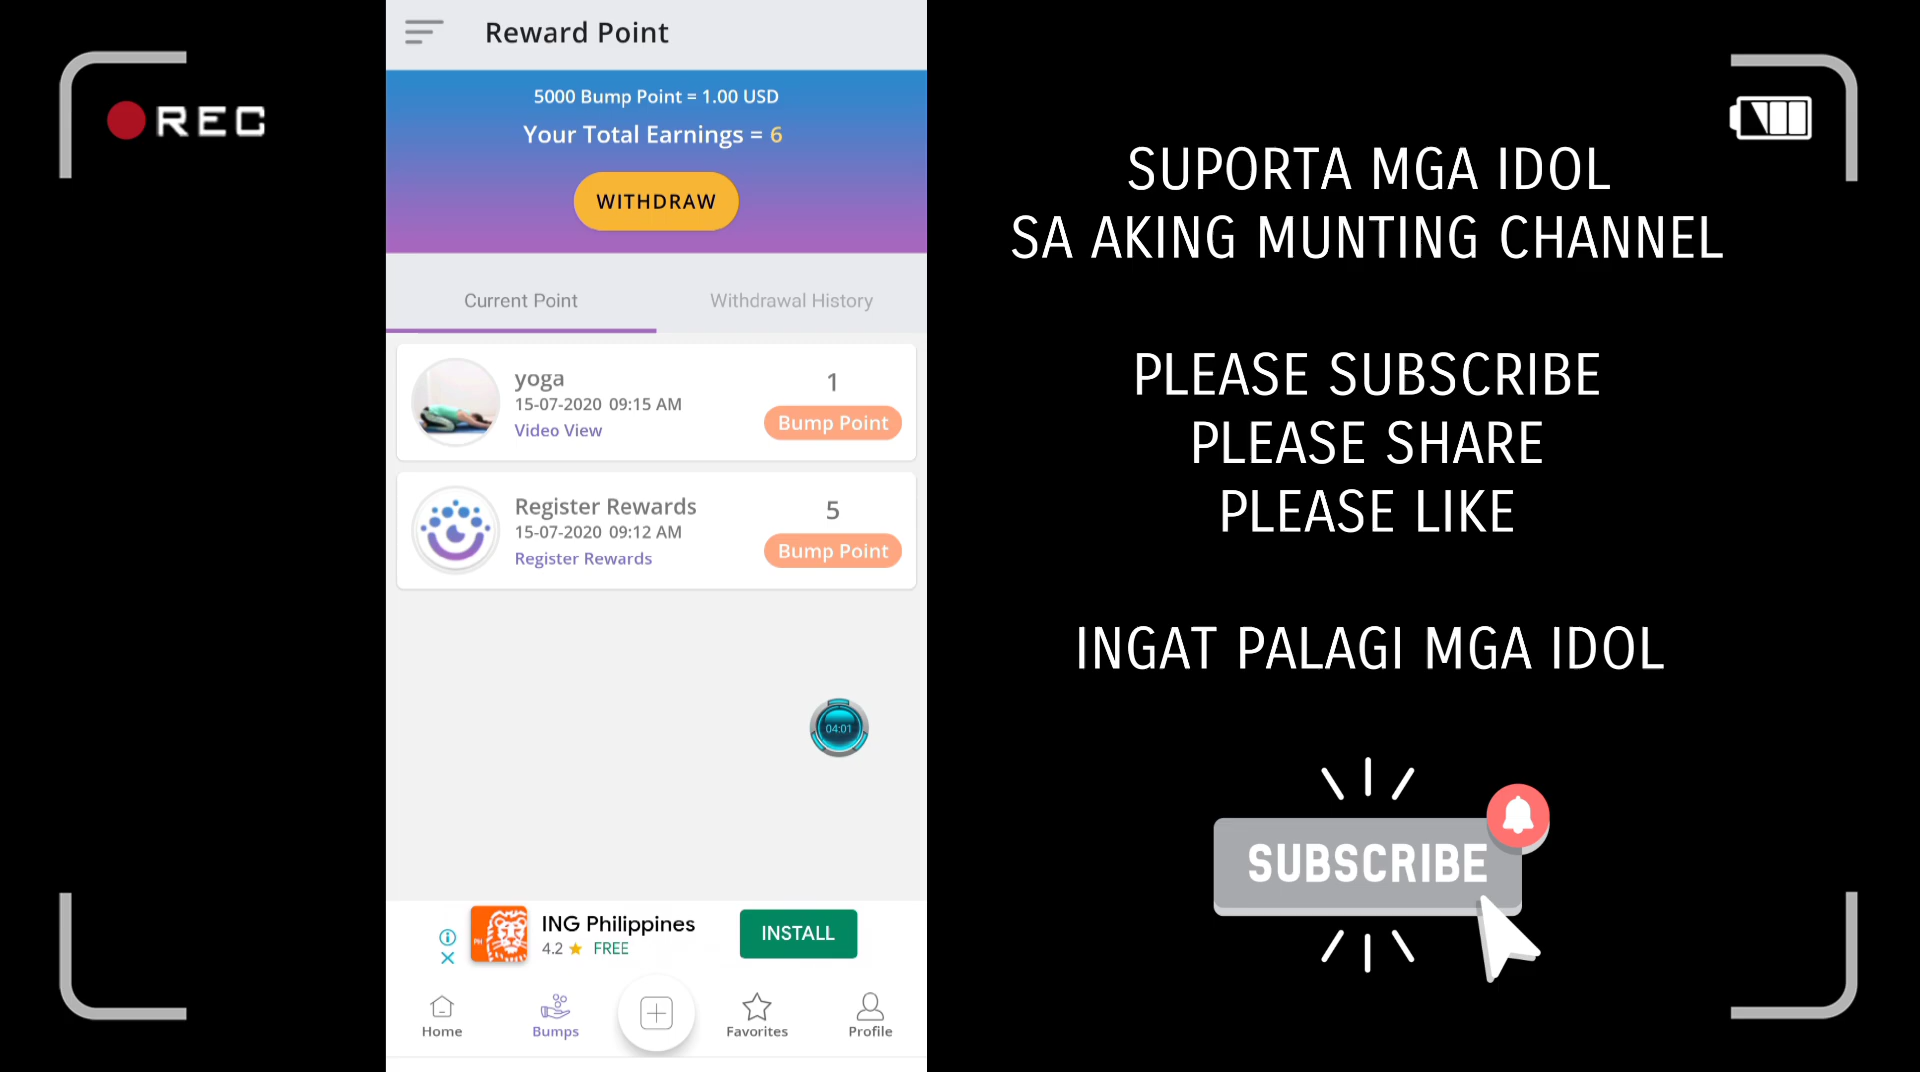 REC
Reward Point
5000 Bump Point = 1.00 USD
Your Total Earnings = 6
WITHDRAW
Current Point
Withdrawal History
yoga
15-07-2020 09:15 AM
Video View
1
Bump Point
Register Rewards
15-07-2020 09:12 AM
Register Rewards
5
Bump Point
04:01
PH
ING Philippines
4.2 ★ FREE
INSTALL
Home
Bumps
Favorites
Profile
SUPORTA MGA IDOL
SA AKING MUNTING CHANNEL
PLEASE SUBSCRIBE
PLEASE SHARE
PLEASE LIKE
INGAT PALAGI MGA IDOL
SUBSCRIBE